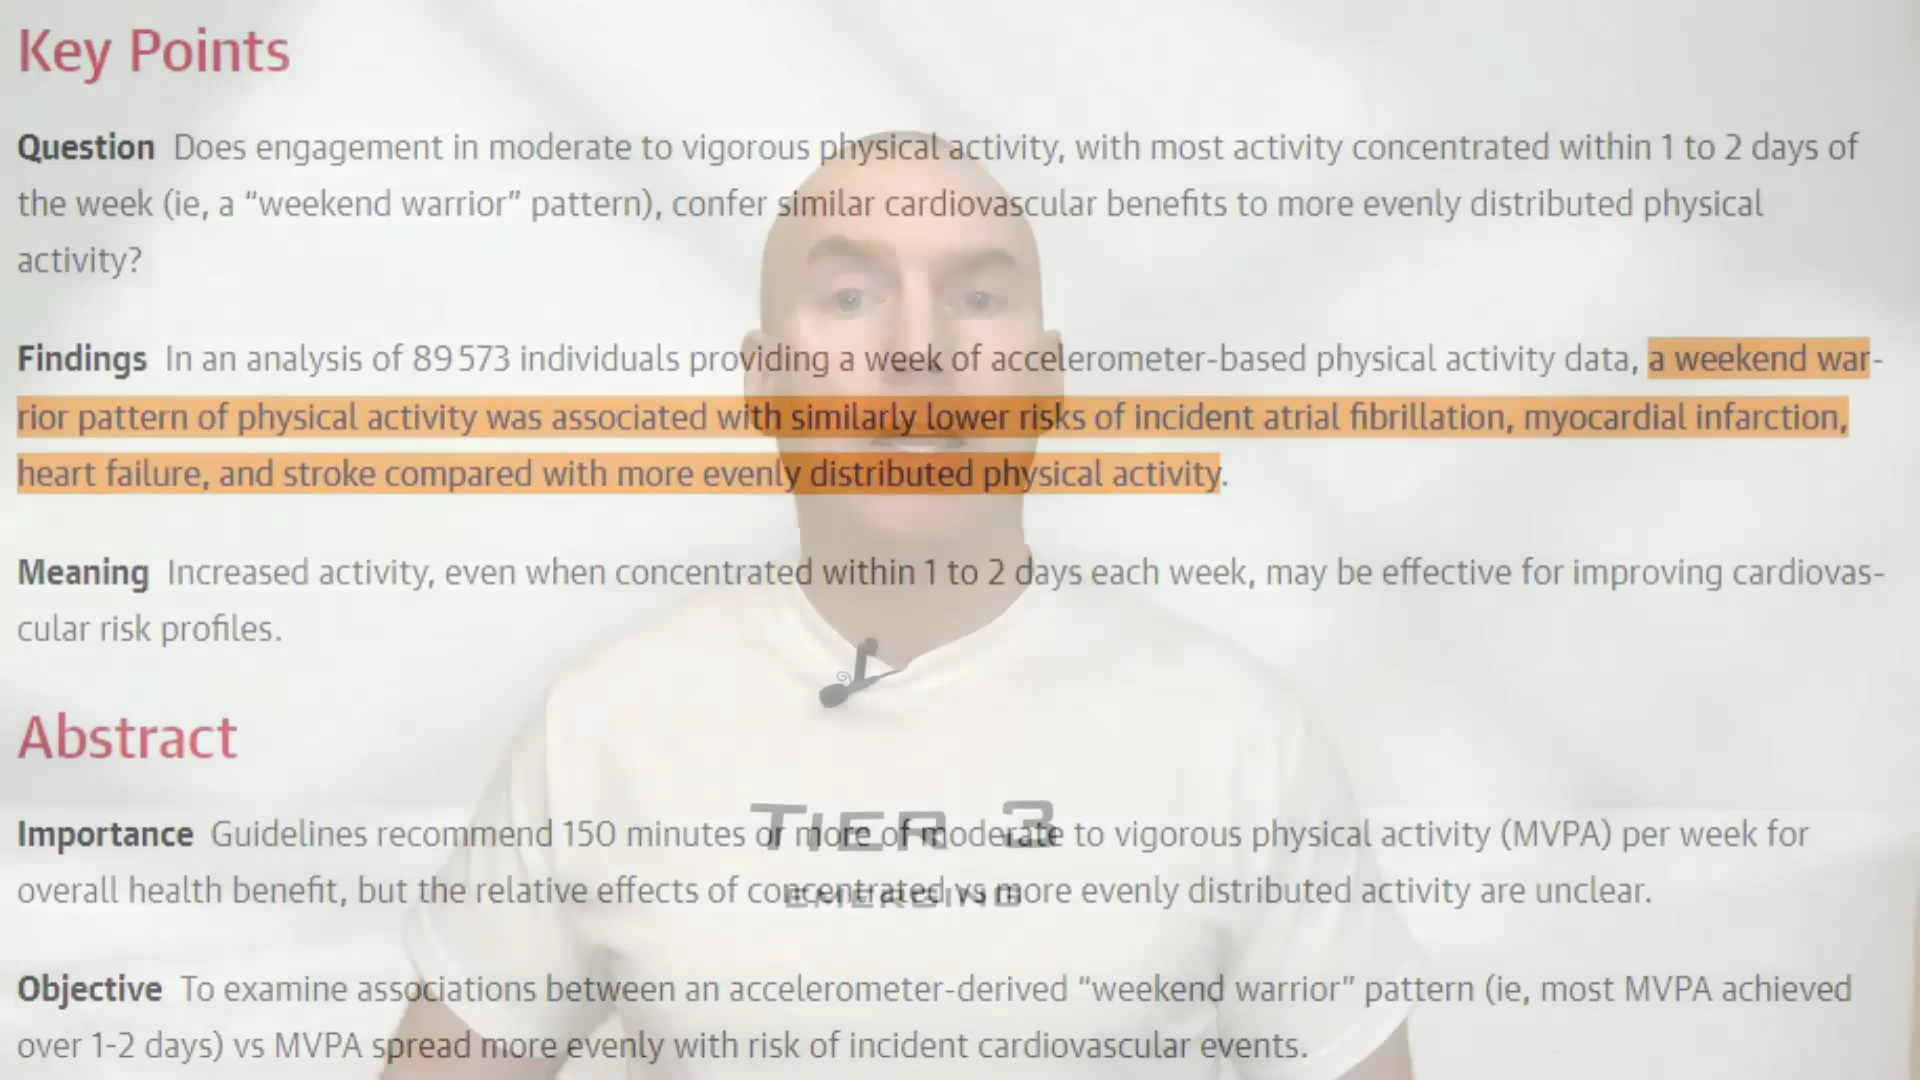 Key Points
Question Does engagement in moderate to vigorous physical activity, with most activity concentrated within 1 to 2 days of
the week (ie, a “weekend warrior” pattern), confer similar cardiovascular benefits to more evenly distributed physical
activity?
Findings In an analysis of 89 573 individuals providing a week of accelerometer-based physical activity data, a weekend war-
rior pattern of physical activity was associated with similarly lower risks of incident atrial fibrillation, myocardial infarction,
heart failure, and stroke compared with more evenly distributed physical activity.
Meaning Increased activity, even when concentrated within 1 to 2 days each week, may be effective for improving cardiovas-
cular risk profiles.
Abstract
TIER 3
Importance Guidelines recommend 150 minutes or more of moderate to vigorous physical activity (MVPA) per week for
overall health benefit, but the relative effects of concentrated vs more evenly distributed activity are unclear.
EMERGING
Objective To examine associations between an accelerometer-derived “weekend warrior” pattern (ie, most MVPA achieved
over 1-2 days) vs MVPA spread more evenly with risk of incident cardiovascular events.